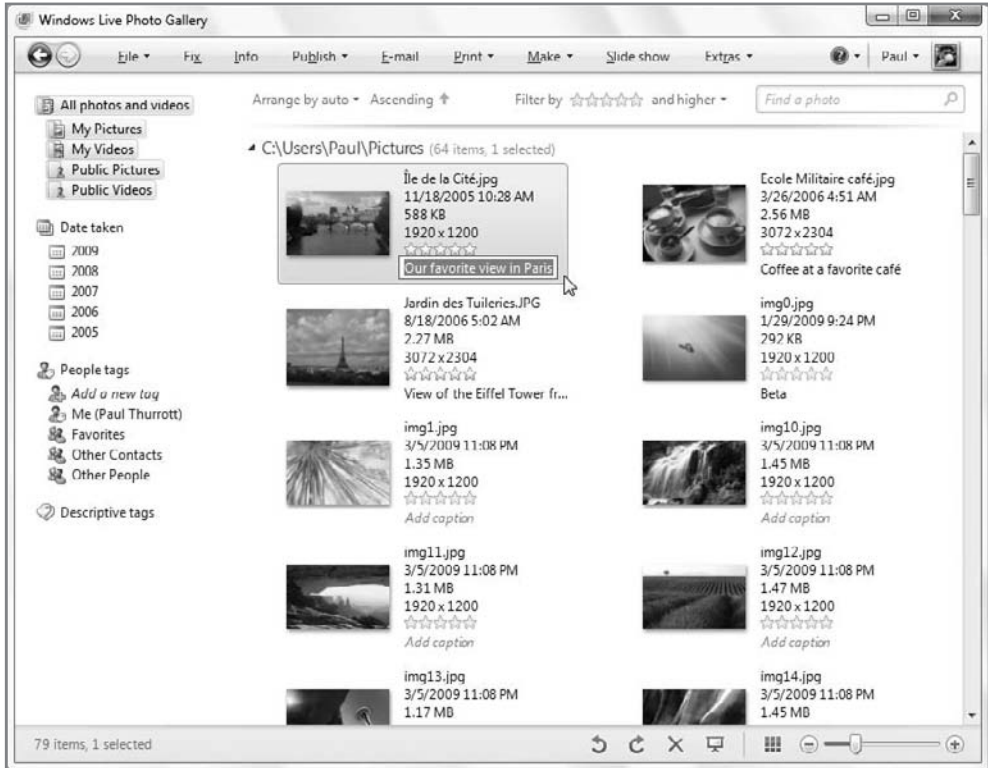 Windows Live Photo Gallery
File Fix Info Publish E-mail Print Make Slide show Extras Paul
All photos and videos
My Pictures
My Videos
Public Pictures
Public Videos
Date taken
2009
2008
2007
2006
2005
People tags
Add a new tag
Me (Paul Thurrott)
Favorites
Other Contacts
Other People
Descriptive tags
Arrange by auto Ascending Filter by and higher Find a photo
C:\Users\Paul\Pictures (64 items, 1 selected)
Île de la Cité.jpg
11/18/2005 10:28 AM
588 KB
1920 x 1200
Our favorite view in Paris
Ecole Militaire café.jpg
3/26/2006 4:51 AM
2.56 MB
3072 x 2304
Coffee at a favorite café
Jardin des Tuileries.JPG
8/18/2006 5:02 AM
2.27 MB
3072 x 2304
View of the Eiffel Tower fr...
img0.jpg
1/29/2009 9:24 PM
292 KB
1920 x 1200
Beta
img1.jpg
3/5/2009 11:08 PM
1.35 MB
1920 x 1200
Add caption
img10.jpg
3/5/2009 11:08 PM
1.45 MB
1920 x 1200
Add caption
img11.jpg
3/5/2009 11:08 PM
1.31 MB
1920 x 1200
Add caption
img12.jpg
3/5/2009 11:08 PM
1.47 MB
1920 x 1200
Add caption
img13.jpg
3/5/2009 11:08 PM
1.17 MB
img14.jpg
3/5/2009 11:08 PM
1.45 MB
79 items, 1 selected